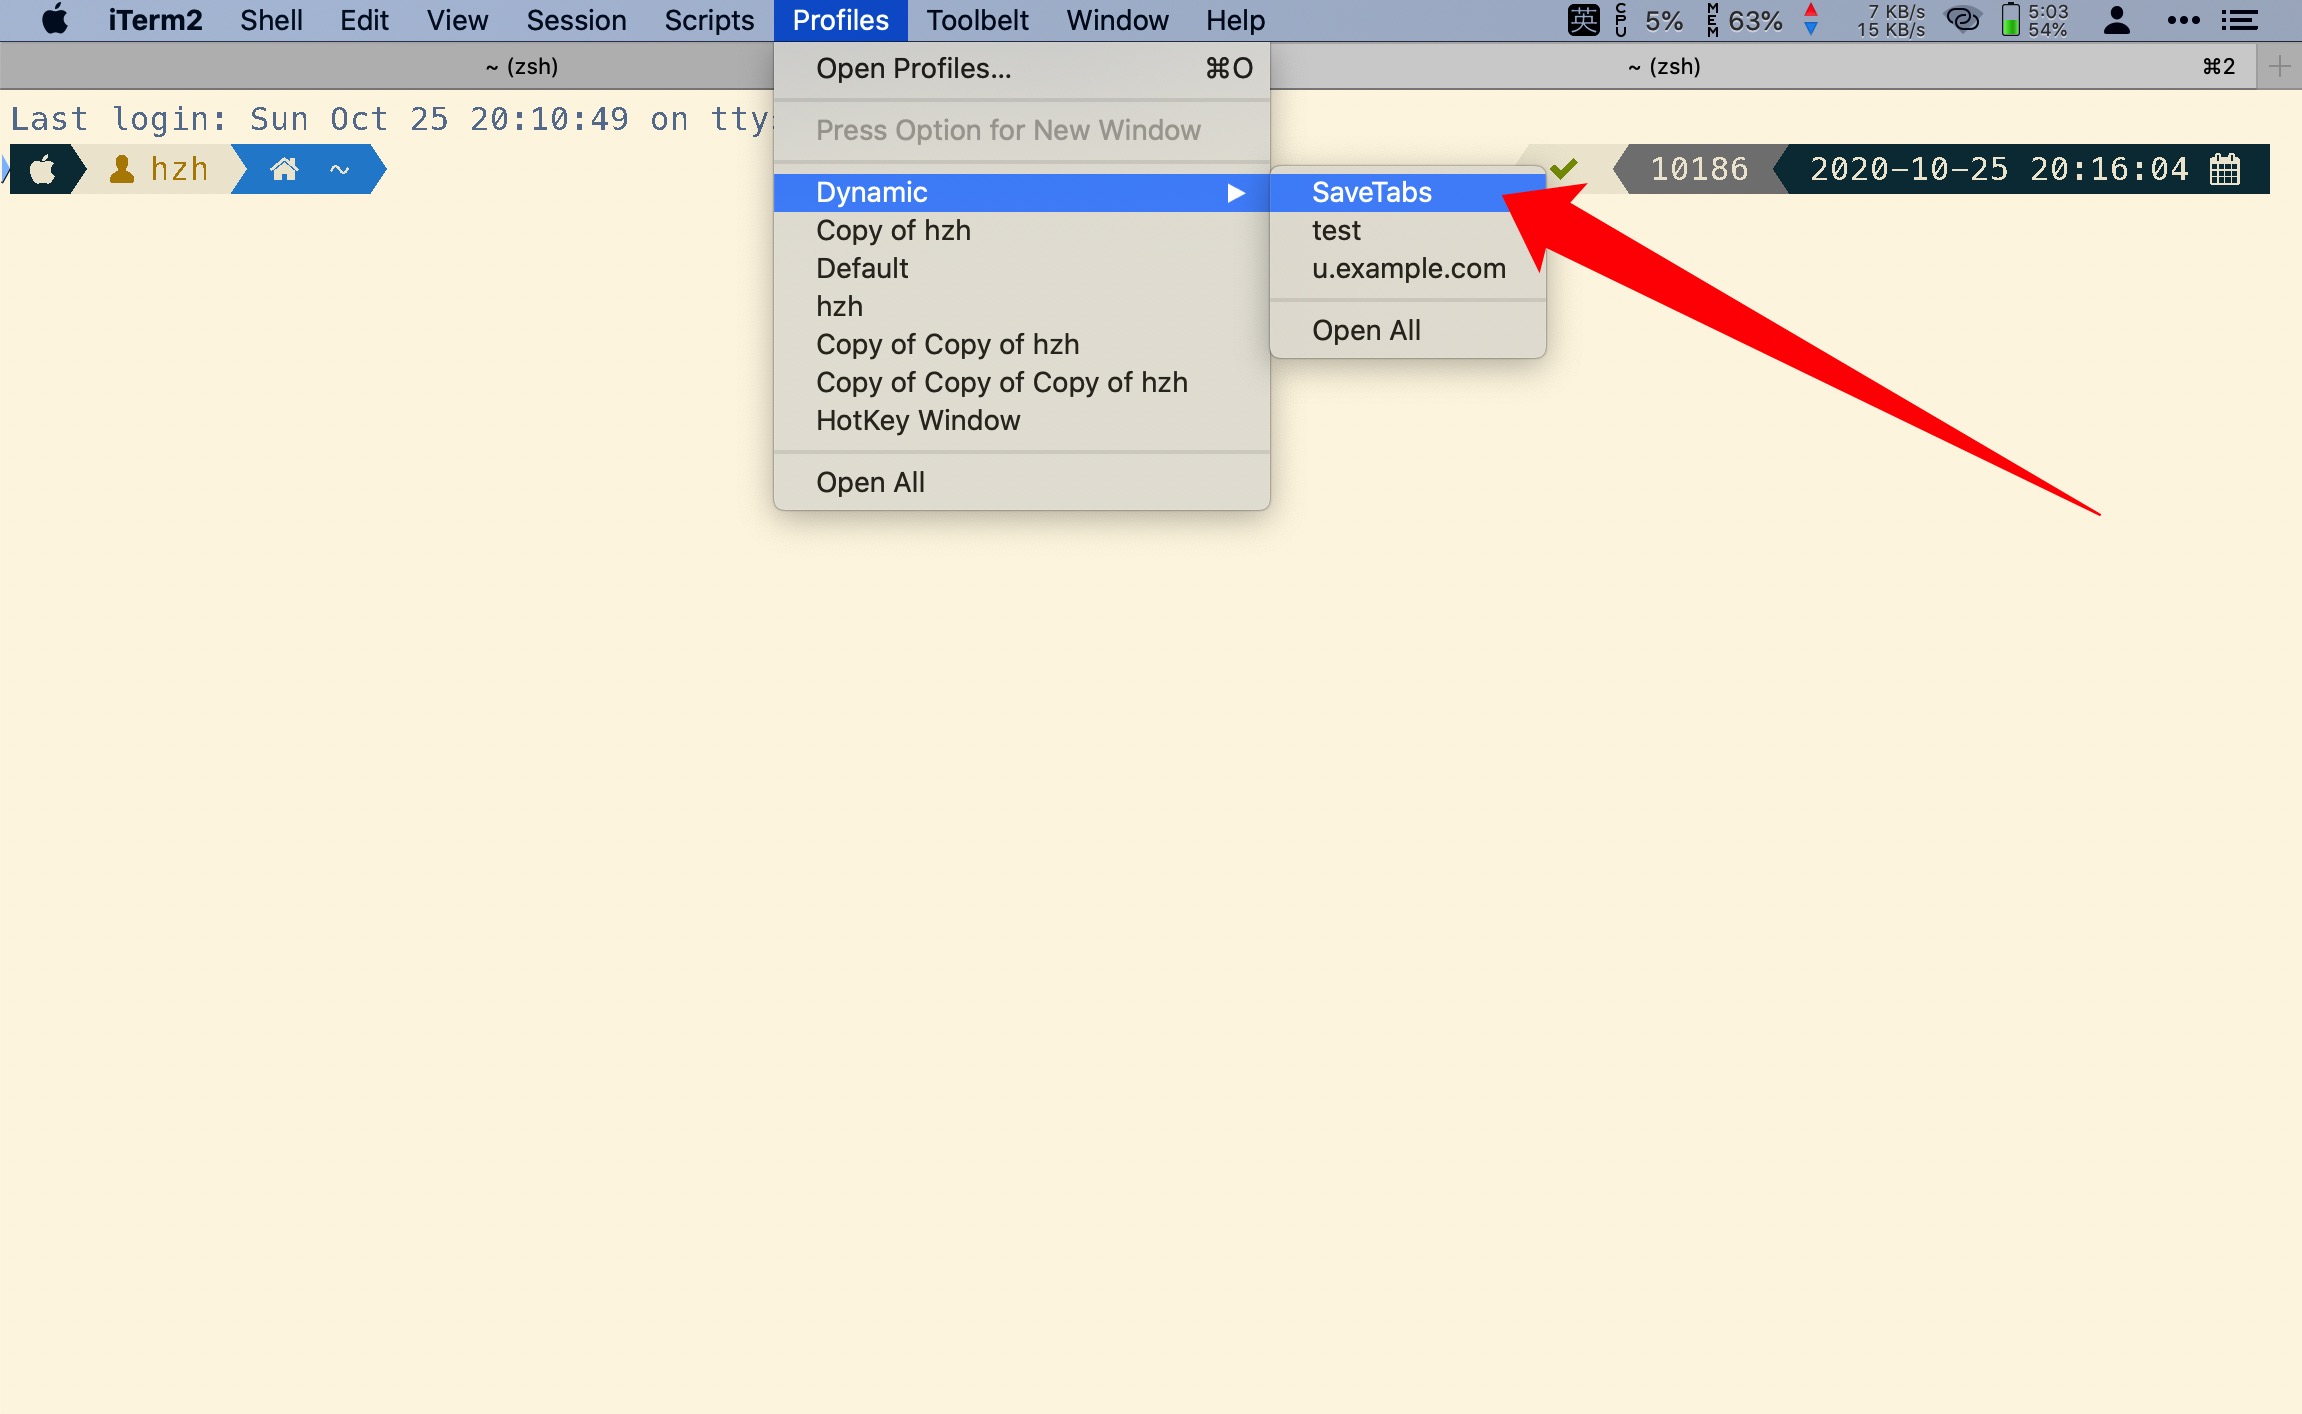 iTerm2 Shell Edit View Session Scripts Profiles Toolbelt Window Help 英 CPU 5% MEM 63% 7 KB/s 15 KB/s 5:03 54%
~ (zsh) ~ (zsh) ⌘2
Open Profiles... ⌘O
Last login: Sun Oct 25 20:10:49 on tty
Press Option for New Window
hzh ~ 10186 2020-10-25 20:16:04
Dynamic ▶
Copy of hzh
Default
hzh
Copy of Copy of hzh
Copy of Copy of Copy of hzh
HotKey Window
Open All
SaveTabs
test
u.example.com
Open All